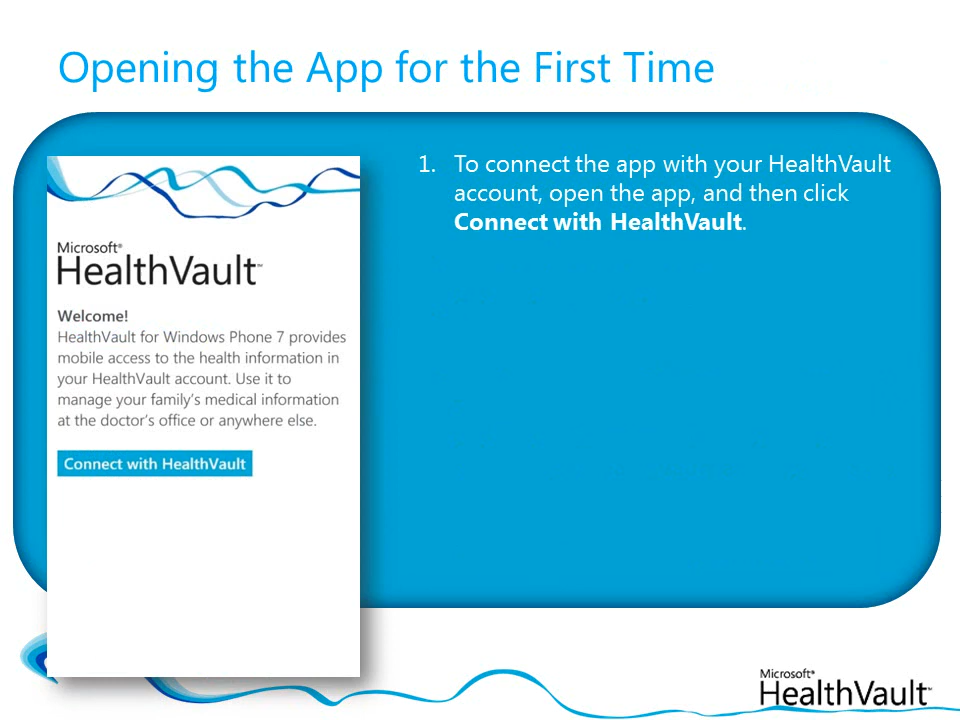 Opening the App for the First Time
1. To connect the app with your HealthVault
account, open the app, and then click
Connect with HealthVault.
Microsoft®
HealthVault™
Welcome!
HealthVault for Windows Phone 7 provides
mobile access to the health information in
your HealthVault account. Use it to
manage your family's medical information
at the doctor's office or anywhere else.
Connect with HealthVault
Microsoft®
HealthVault™